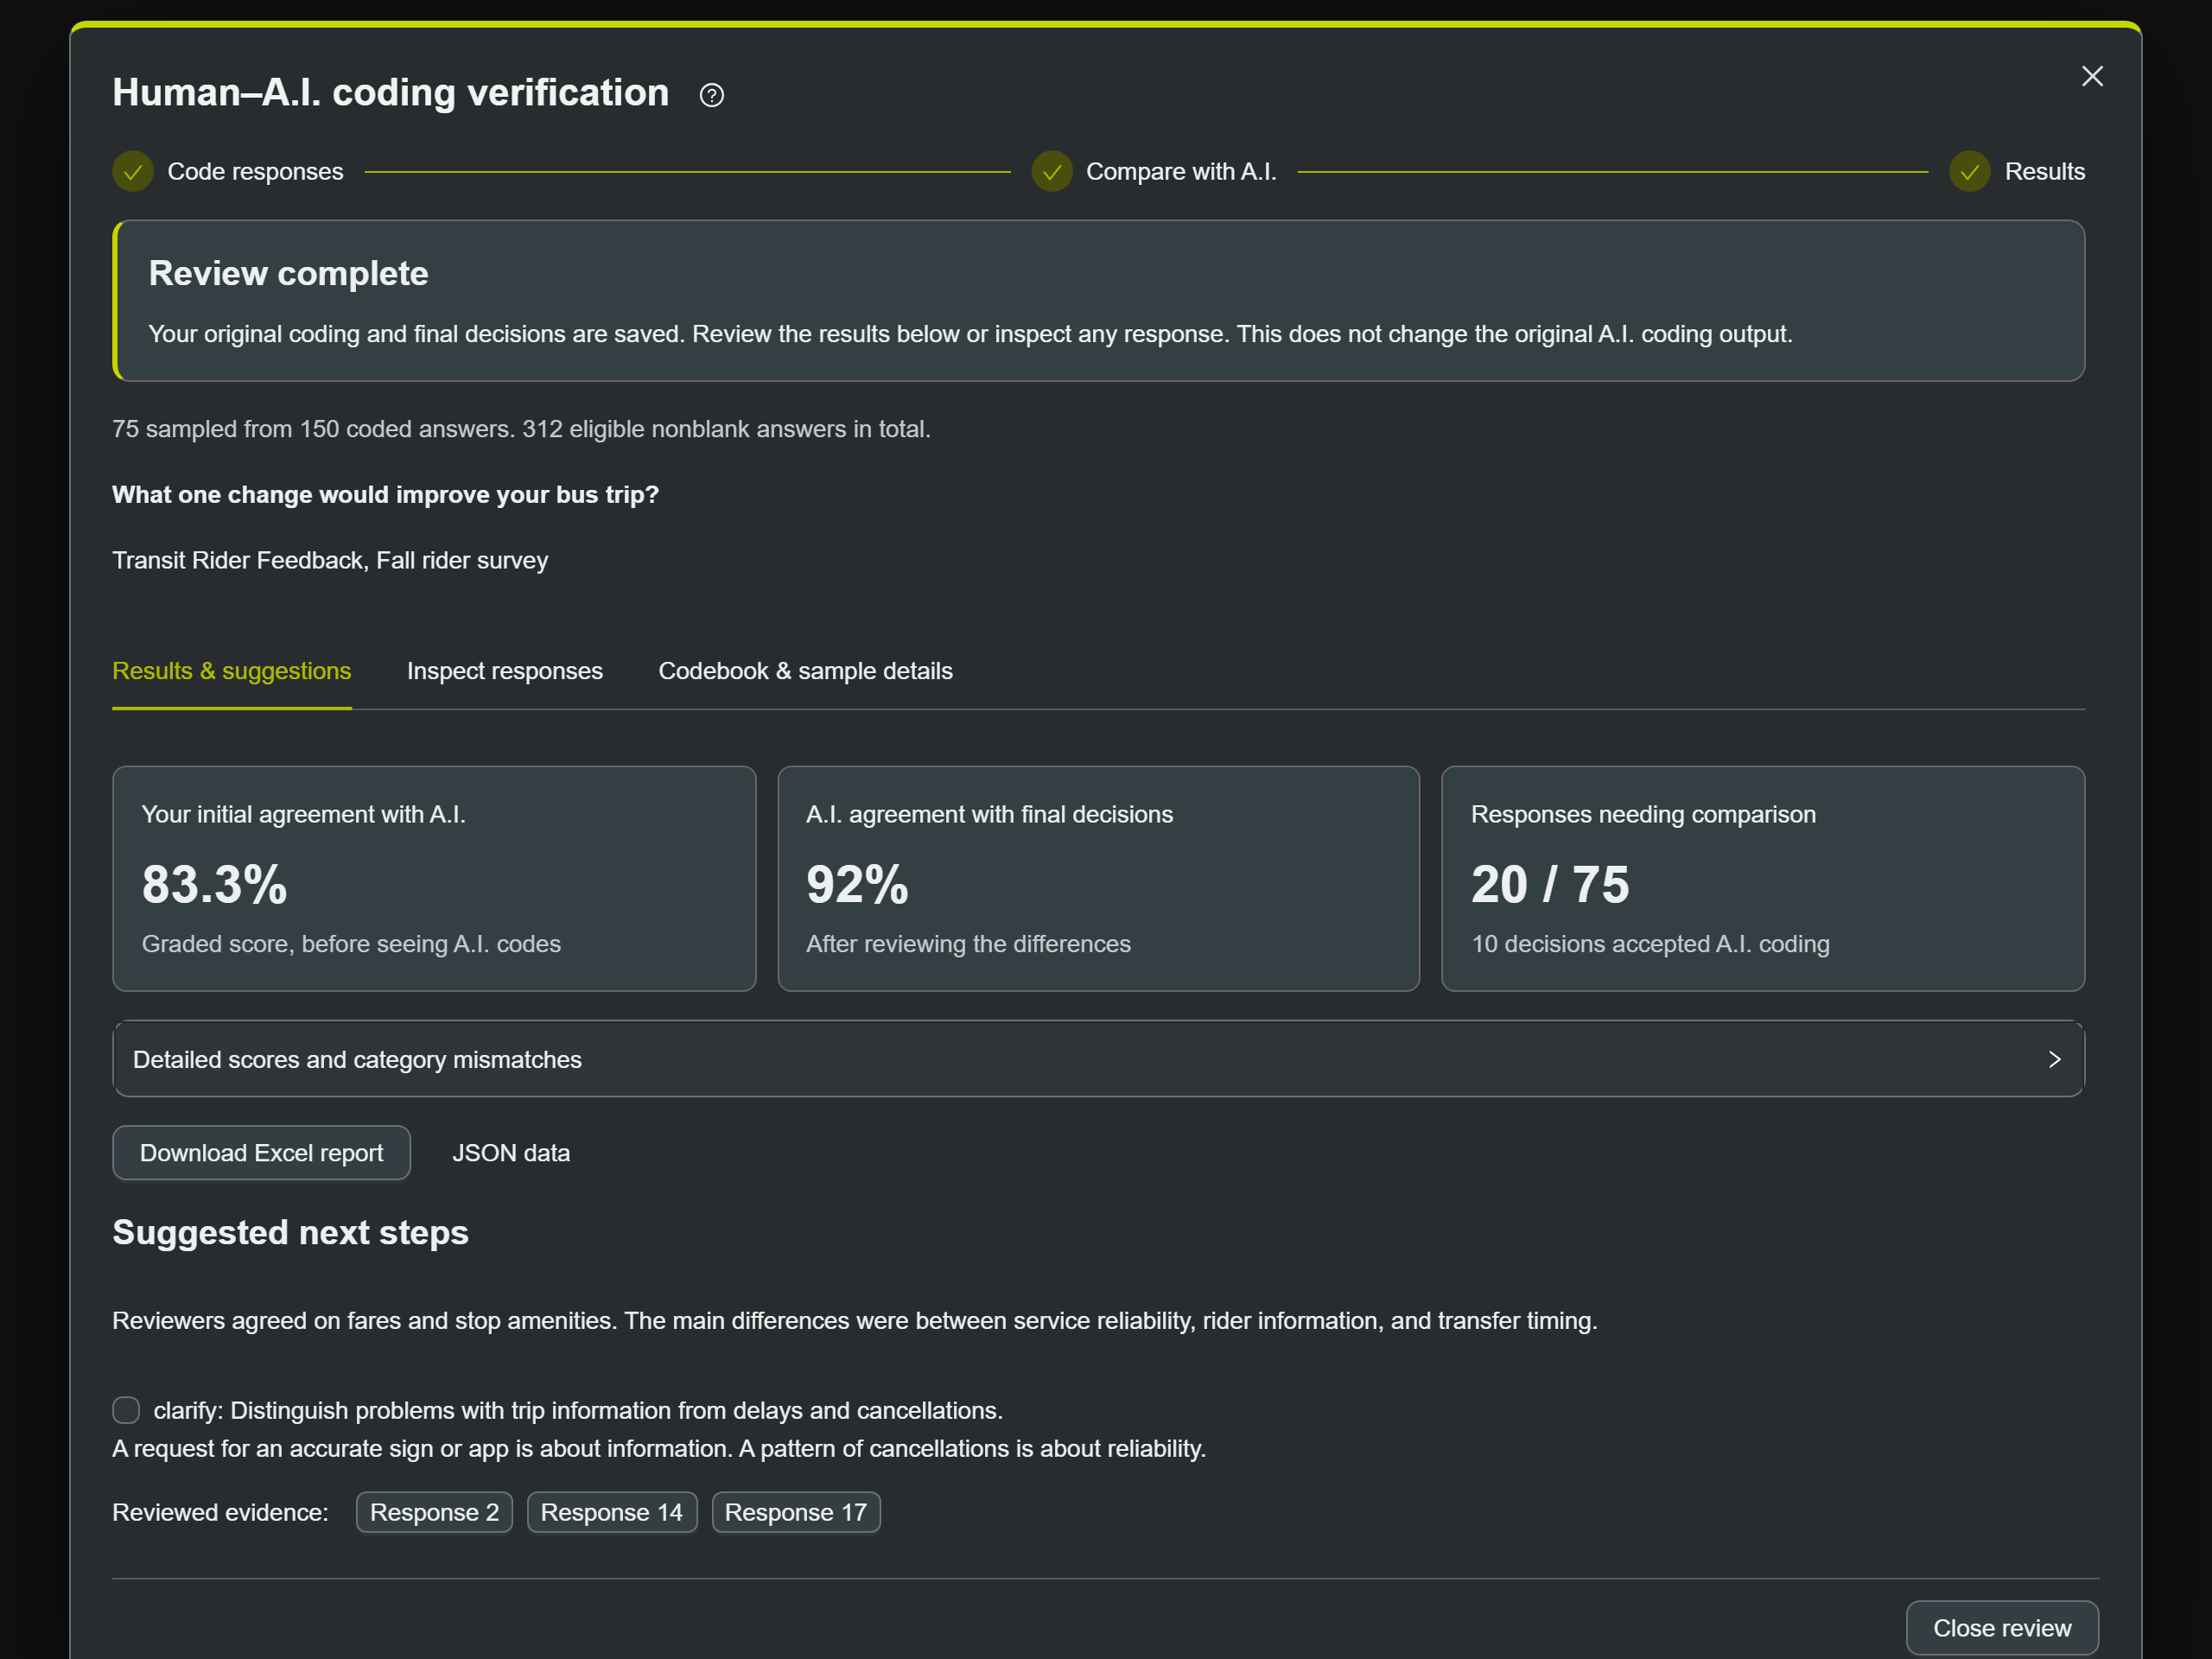 Human–A.I. coding verification
Code responses
Compare with A.I.
Results
Review complete
Your original coding and final decisions are saved. Review the results below or inspect any response. This does not change the original A.I. coding output.
75 sampled from 150 coded answers. 312 eligible nonblank answers in total.
What one change would improve your bus trip?
Transit Rider Feedback, Fall rider survey
Results & suggestions
Inspect responses
Codebook & sample details
Your initial agreement with A.I.
83.3%
Graded score, before seeing A.I. codes
A.I. agreement with final decisions
92%
After reviewing the differences
Responses needing comparison
20 / 75
10 decisions accepted A.I. coding
Detailed scores and category mismatches
Download Excel report
JSON data
Suggested next steps
Reviewers agreed on fares and stop amenities. The main differences were between service reliability, rider information, and transfer timing.
clarify: Distinguish problems with trip information from delays and cancellations.
A request for an accurate sign or app is about information. A pattern of cancellations is about reliability.
Reviewed evidence: Response 2 Response 14 Response 17
Close review